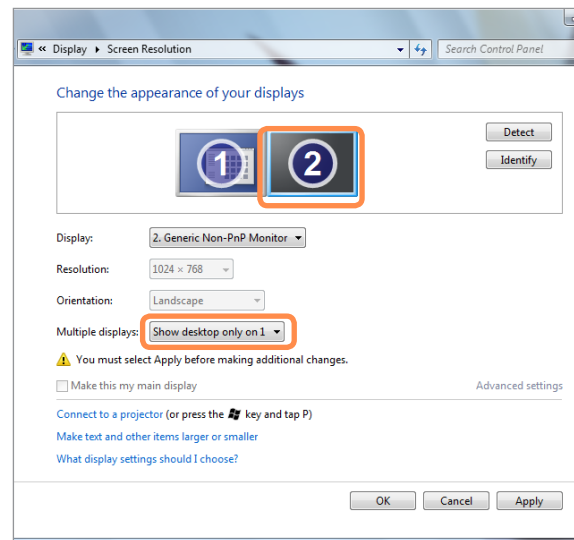 « Display ▸ Screen Resolution
Search Control Panel
Change the appearance of your displays
1
2
Detect
Identify
Display:
2. Generic Non-PnP Monitor
Resolution:
1024 × 768
Orientation:
Landscape
Multiple displays:
Show desktop only on 1
You must select Apply before making additional changes.
Make this my main display
Advanced settings
Connect to a projector (or press the key and tap P)
Make text and other items larger or smaller
What display settings should I choose?
OK
Cancel
Apply